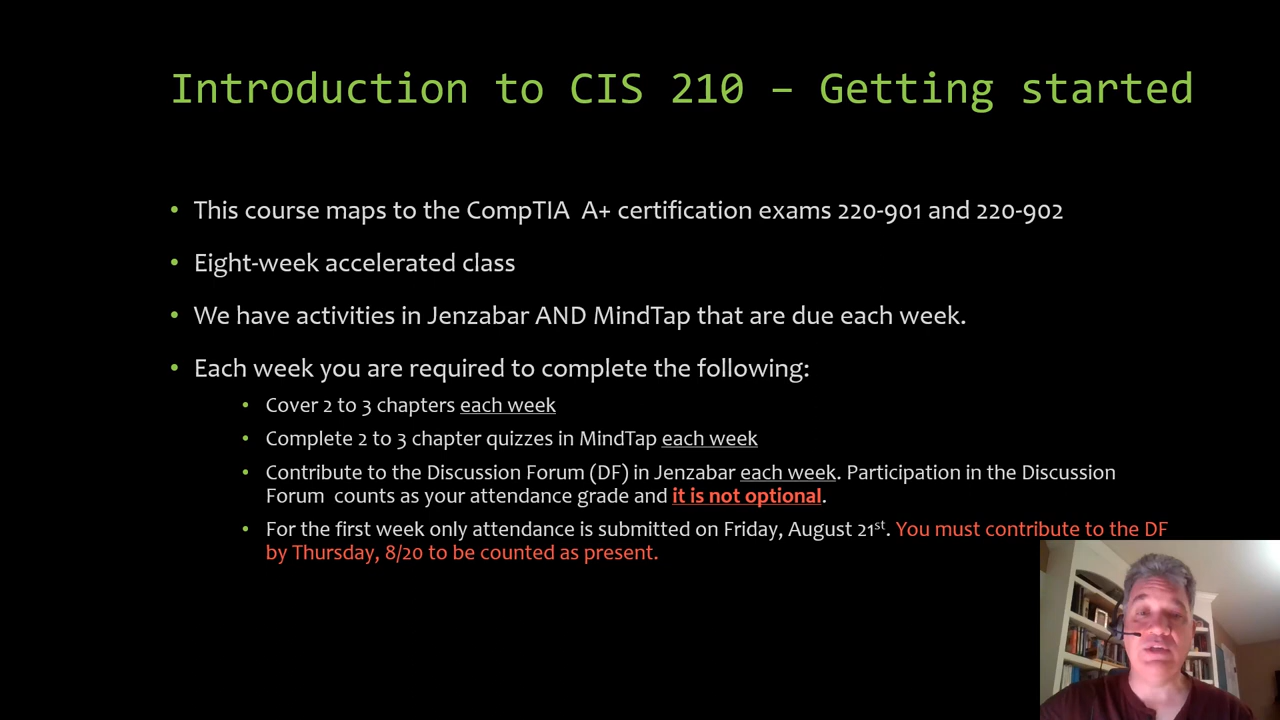 Introduction to CIS 210 – Getting started
• This course maps to the CompTIA  A+ certification exams 220-901 and 220-902
• Eight-week accelerated class
• We have activities in Jenzabar AND MindTap that are due each week.
• Each week you are required to complete the following:
• Cover 2 to 3 chapters each week
• Complete 2 to 3 chapter quizzes in MindTap each week
• Contribute to the Discussion Forum (DF) in Jenzabar each week. Participation in the Discussion
Forum  counts as your attendance grade and it is not optional.
• For the first week only attendance is submitted on Friday, August 21st. You must contribute to the DF
by Thursday, 8/20 to be counted as present.